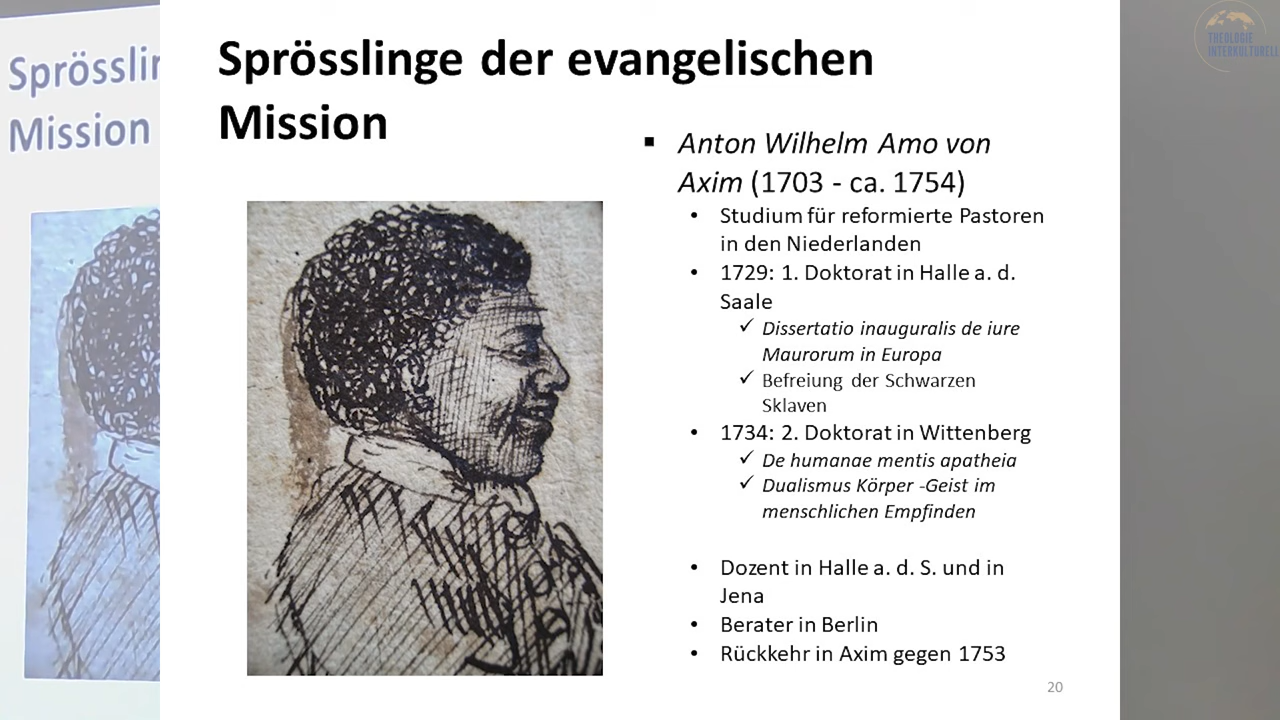 Sprösslin
Mission
Sprösslinge der evangelischen
Mission
▪ Anton Wilhelm Amo von
Axim (1703 - ca. 1754)
• Studium für reformierte Pastoren
in den Niederlanden
• 1729: 1. Doktorat in Halle a. d.
Saale
✓ Dissertatio inauguralis de iure
Maurorum in Europa
✓ Befreiung der Schwarzen
Sklaven
• 1734: 2. Doktorat in Wittenberg
✓ De humanae mentis apatheia
✓ Dualismus Körper -Geist im
menschlichen Empfinden
• Dozent in Halle a. d. S. und in
Jena
• Berater in Berlin
• Rückkehr in Axim gegen 1753
20
THEOLOGIE
INTERKULTURELL